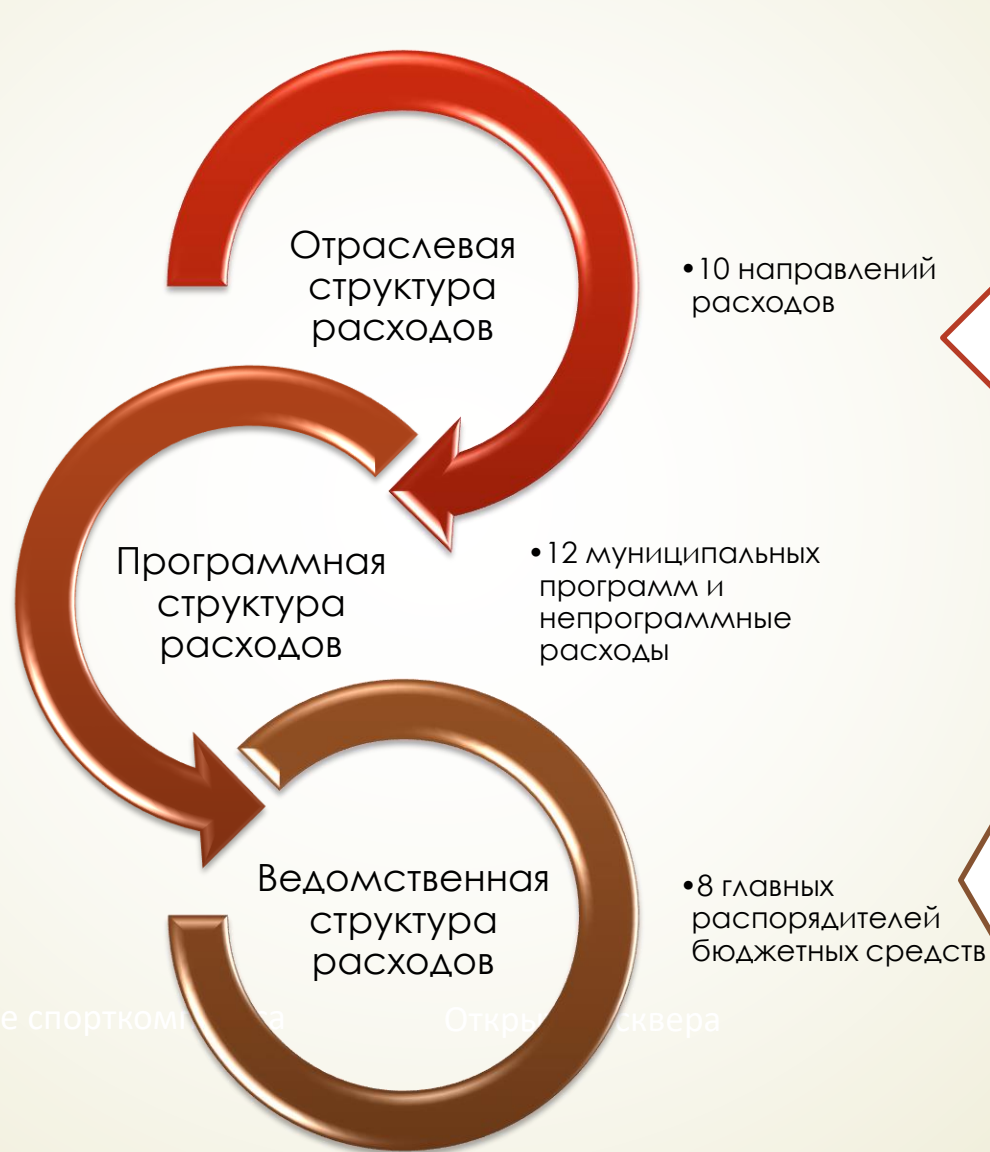 Отраслевая
структура
расходов
•10 направлений
расходов
Программная
структура
расходов
•12 муниципальных
программ и
непрограммные
расходы
Ведомственная
структура
расходов
•8 главных
распорядителей
бюджетных средств